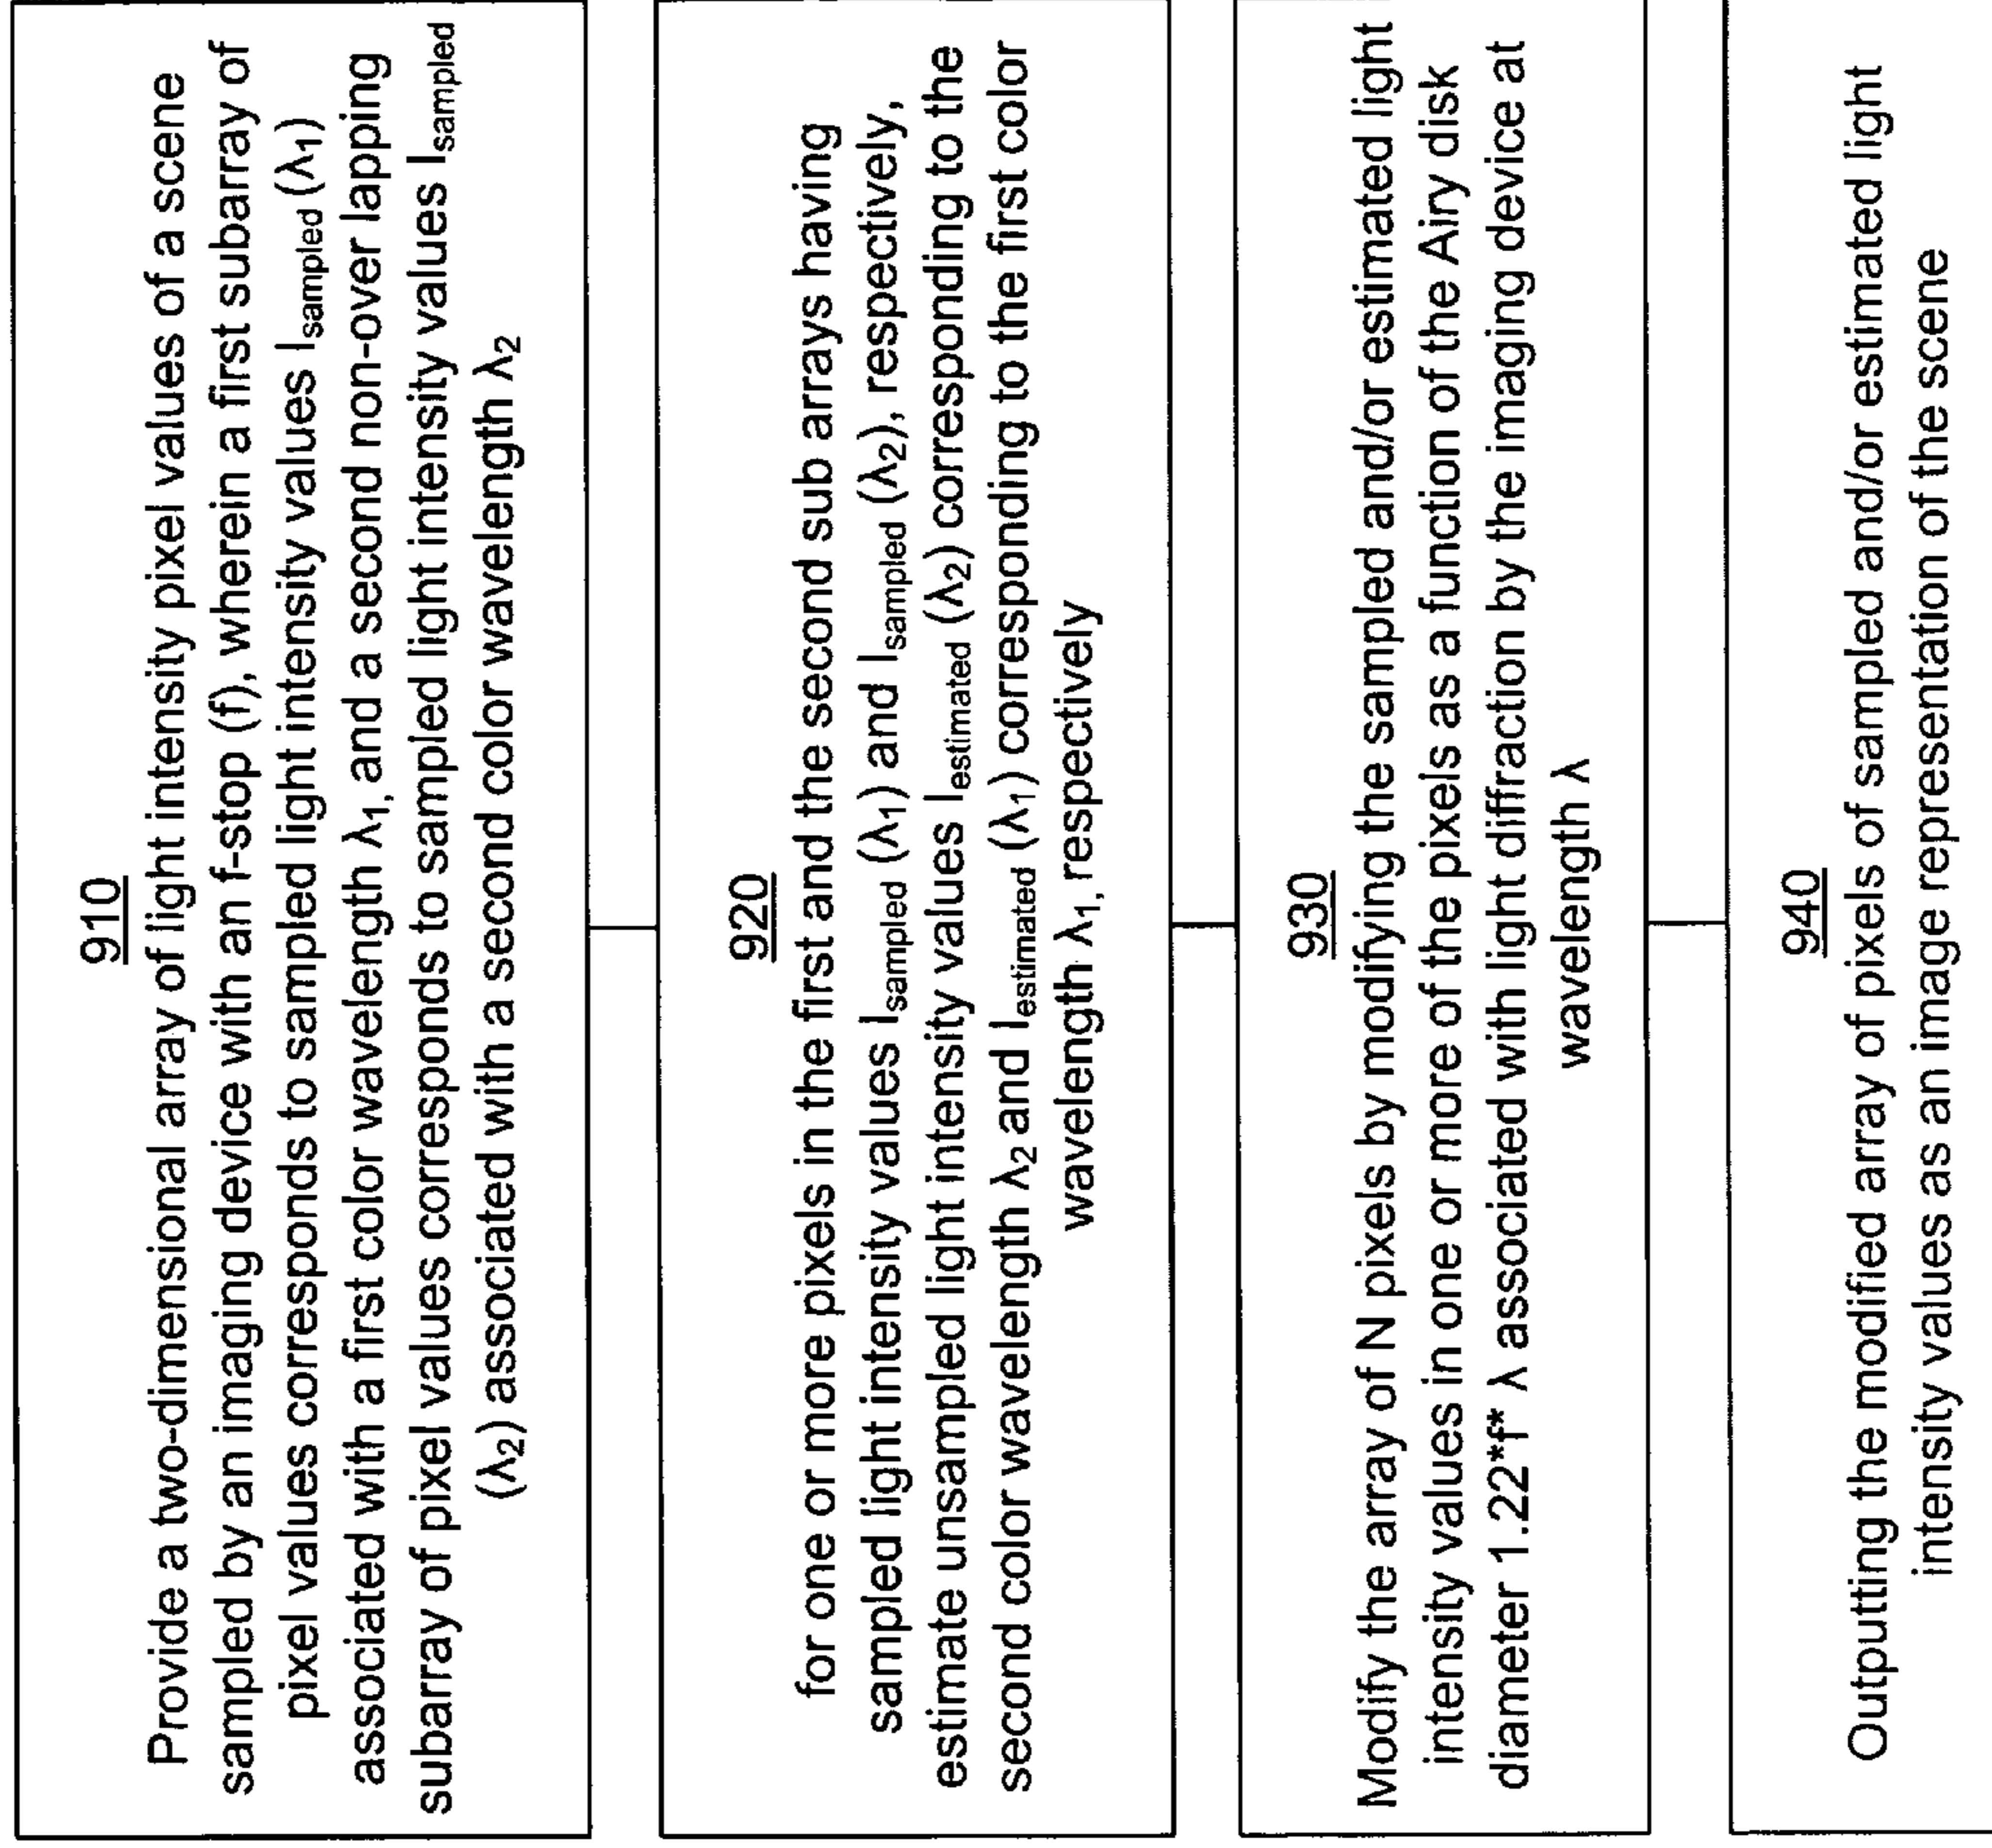 910
Provide a two-dimensional array of light intensity pixel values of a scene
sampled by an imaging device with an f-stop (f), wherein a first subarray of
pixel values corresponds to sampled light intensity values Isampled (λ1)
associated with a first color wavelength λ1, and a second non-over lapping
subarray of pixel values corresponds to sampled light intensity values Isampled
(λ2) associated with a second color wavelength λ2
920
for one or more pixels in the first and the second sub arrays having
sampled light intensity values Isampled (λ1) and Isampled (λ2), respectively,
estimate unsampled light intensity values Iestimated (λ2) corresponding to the
second color wavelength λ2 and Iestimated (λ1) corresponding to the first color
wavelength λ1, respectively
930
Modify the array of N pixels by modifying the sampled and/or estimated light
intensity values in one or more of the pixels as a function of the Airy disk
diameter 1.22*f* λ associated with light diffraction by the imaging device at
wavelength λ
940
Outputting the modified array of pixels of sampled and/or estimated light
intensity values as an image representation of the scene